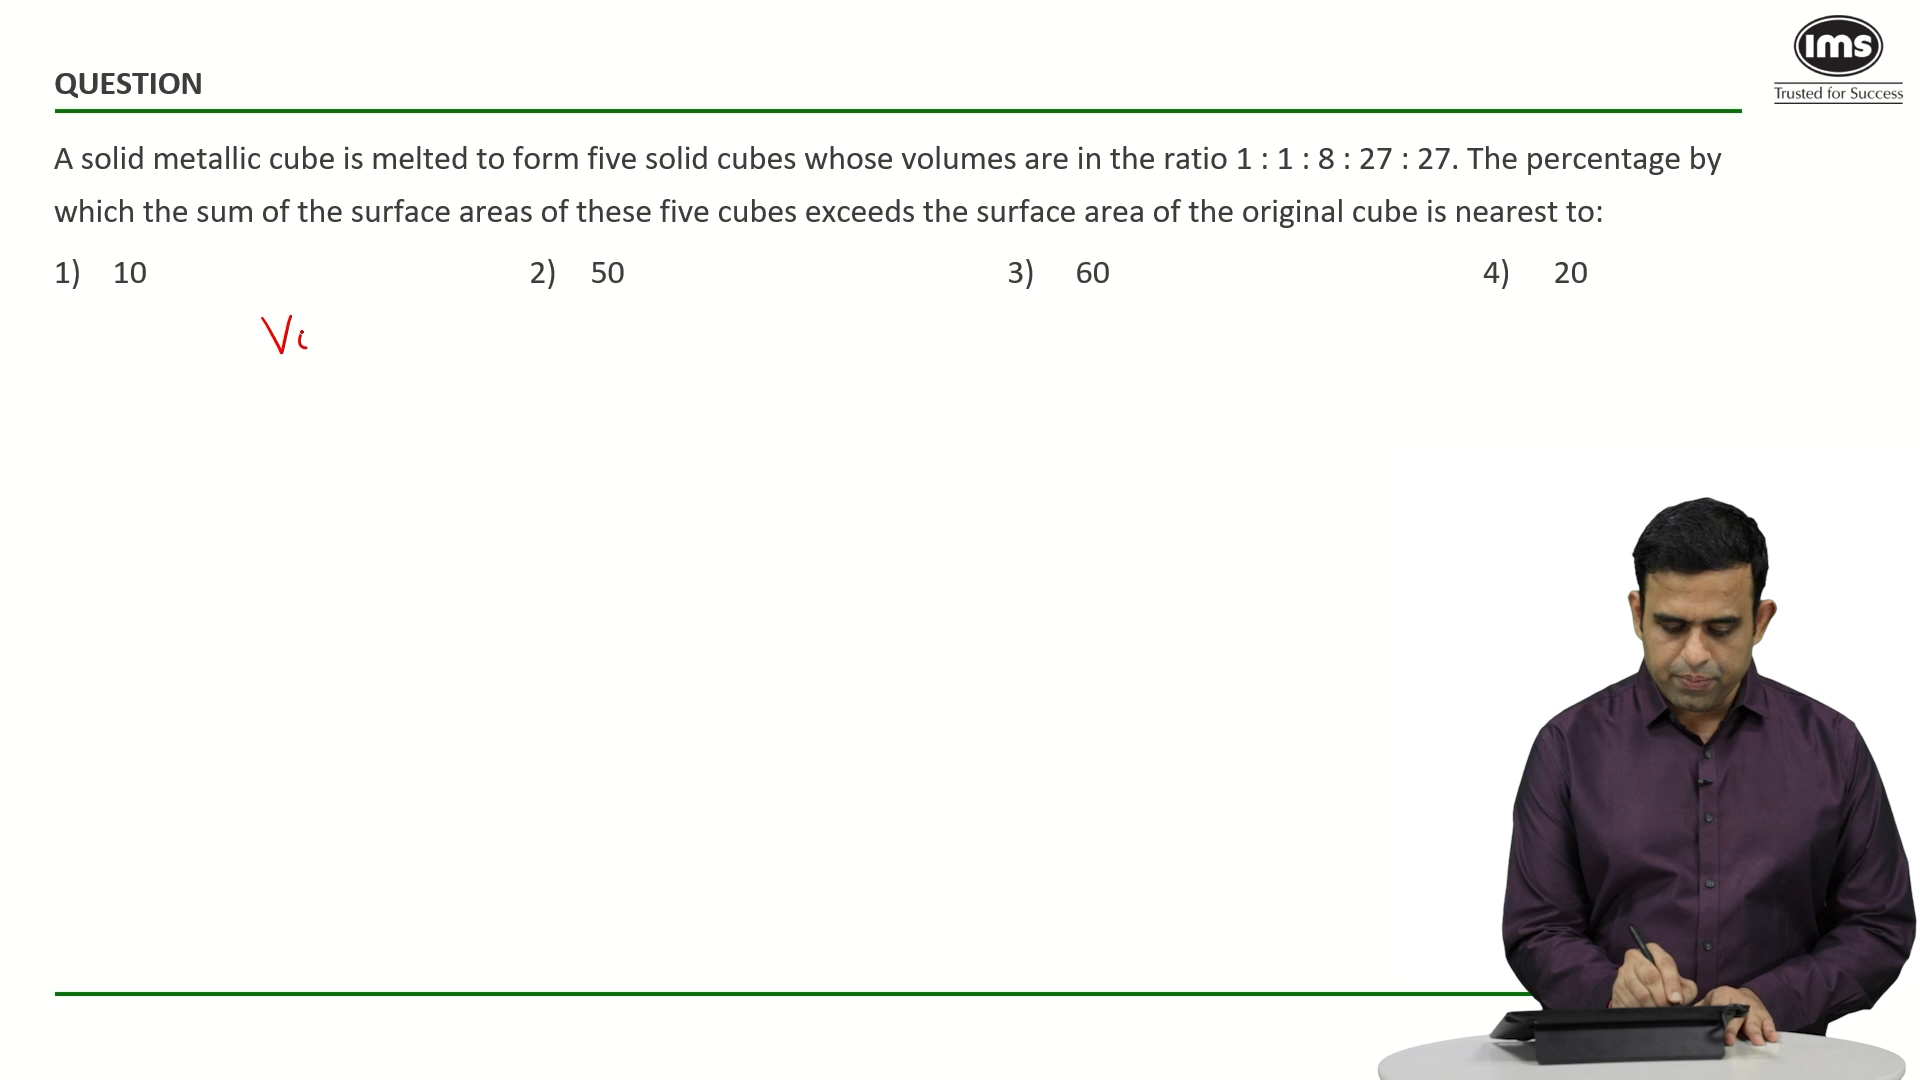 ims
Trusted for Success
QUESTION
A solid metallic cube is melted to form five solid cubes whose volumes are in the ratio 1 : 1 : 8 : 27 : 27. The percentage by
which the sum of the surface areas of these five cubes exceeds the surface area of the original cube is nearest to:
1) 10 2) 50 3) 60 4) 20
Vi